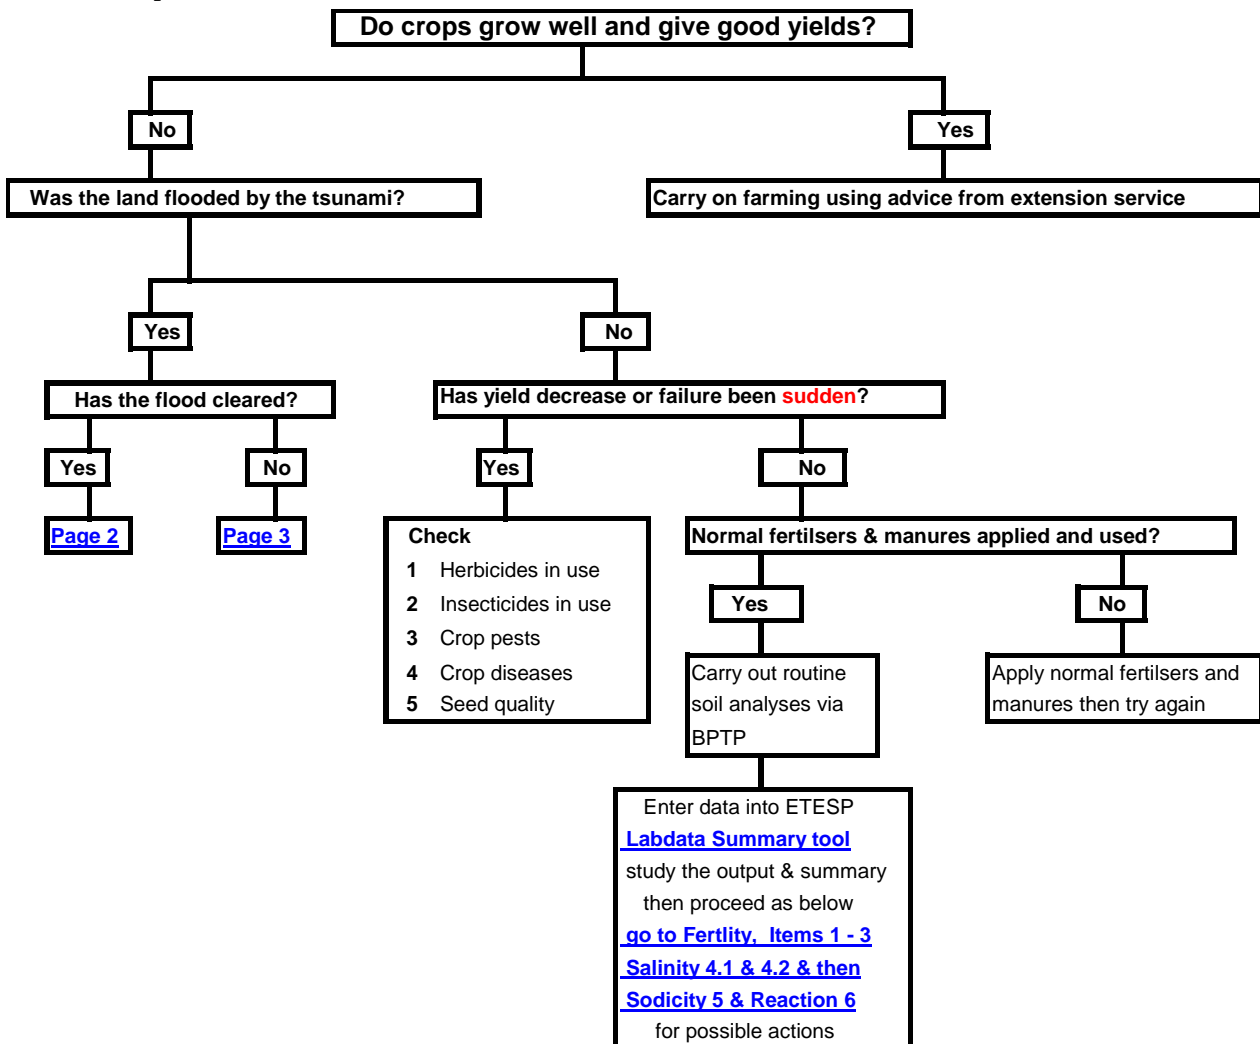 Do crops grow well and give good yields?
No
Yes
Was the land flooded by the tsunami?
Carry on farming using advice from extension service
Yes
No
Has the flood cleared?
Has yield decrease or failure been sudden?
Yes
No
Yes
No
Page 2
Page 3
Check
1 Herbicides in use
2 Insecticides in use
3 Crop pests
4 Crop diseases
5 Seed quality
Normal fertilsers & manures applied and used?
Yes
No
Carry out routine
soil analyses via
BPTP
Apply normal fertilsers and
manures then try again
Enter data into ETESP
Labdata Summary tool
study the output & summary
then proceed as below
go to Fertlity, Items 1 - 3
Salinity 4.1 & 4.2 & then
Sodicity 5 & Reaction 6
for possible actions